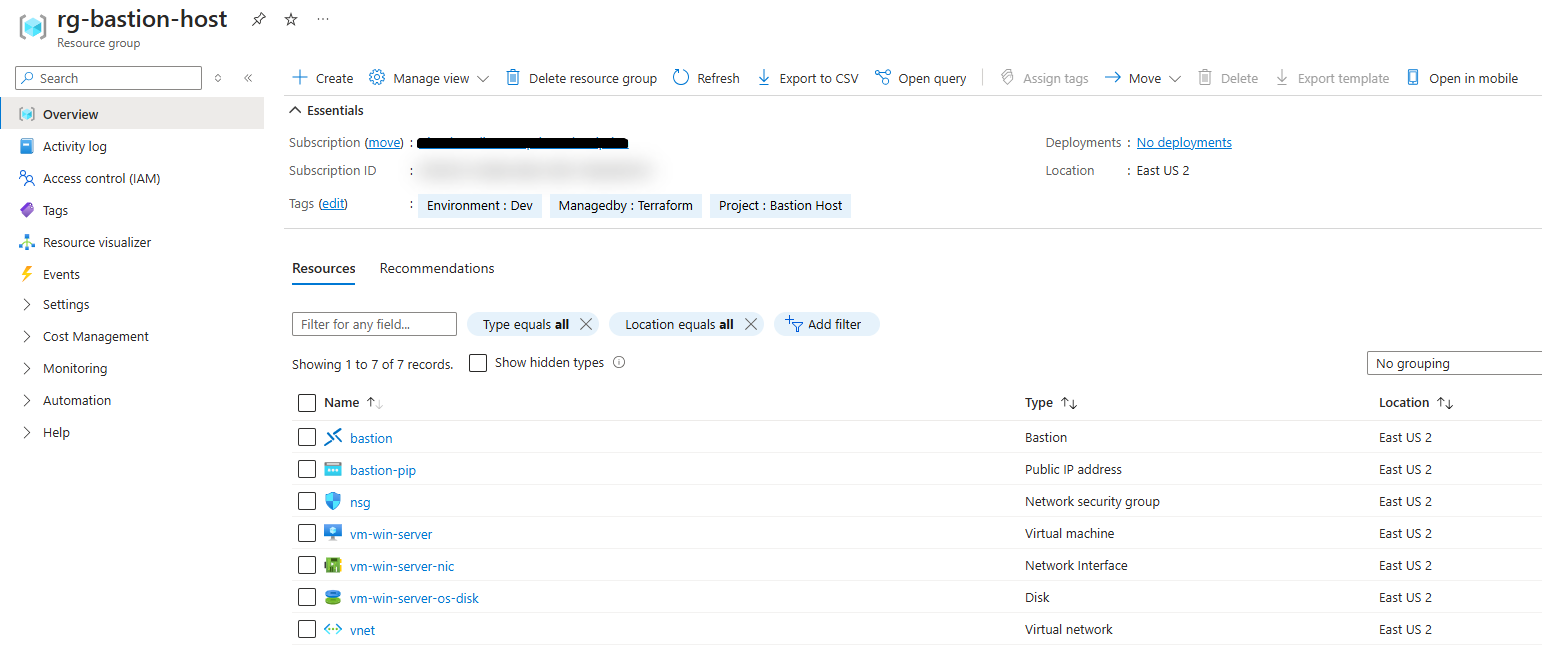 rg-bastion-host
Resource group
Search
Create Manage view Delete resource group Refresh Export to CSV Open query Assign tags Move Delete Export template Open in mobile
Overview
Activity log
Access control (IAM)
Tags
Resource visualizer
Events
Settings
Cost Management
Monitoring
Automation
Help
Essentials
Subscription (move) :
Deployments : No deployments
Subscription ID :
Location : East US 2
Tags (edit) : Environment : Dev Managedby : Terraform Project : Bastion Host
Resources Recommendations
Filter for any field... Type equals all Location equals all Add filter
Showing 1 to 7 of 7 records. Show hidden types No grouping
Name Type Location
bastion Bastion East US 2
bastion-pip Public IP address East US 2
nsg Network security group East US 2
vm-win-server Virtual machine East US 2
vm-win-server-nic Network Interface East US 2
vm-win-server-os-disk Disk East US 2
vnet Virtual network East US 2